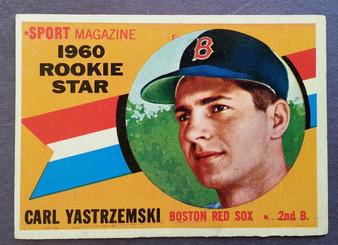 *SPORT MAGAZINE
1960
ROOKIE
STAR
B
CARL YASTRZEMSKI BOSTON RED SOX •..2nd B.